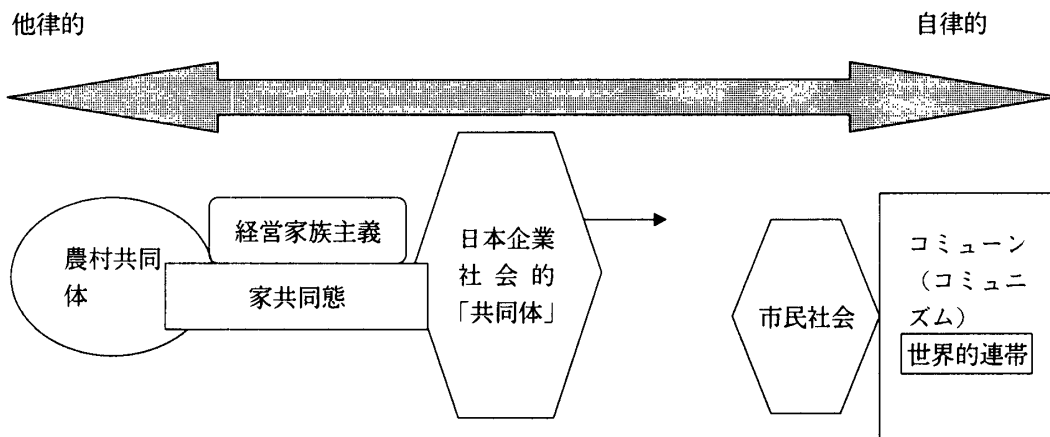 他律的
自律的
農村共同
体
経営家族主義
家共同態
日本企業
社会的
「共同体」
市民社会
コミューン
（コミュニ
ズム）
世界的連帯